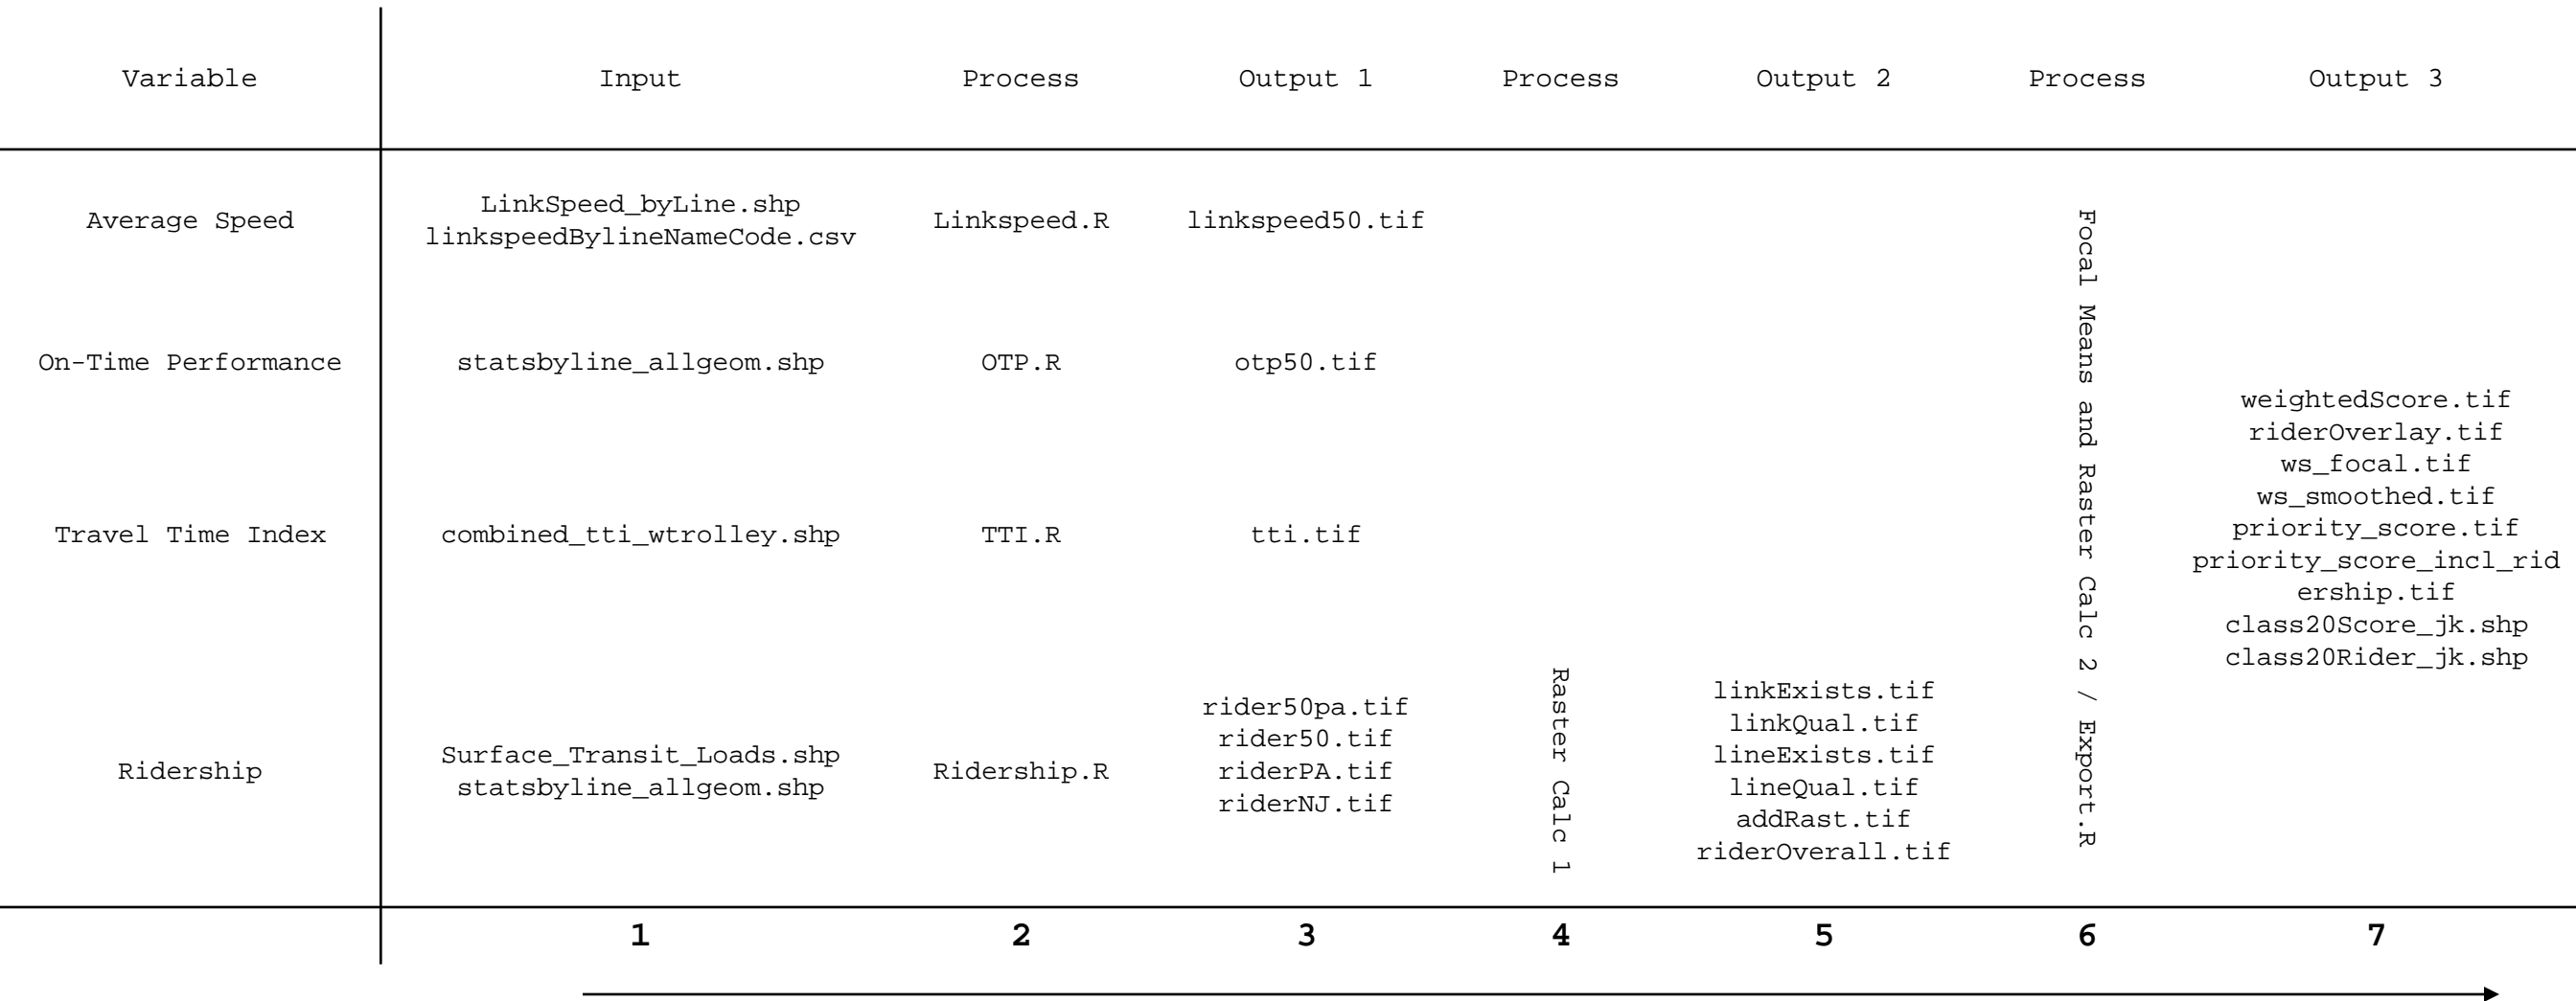 Variable
Input
Process
Output 1
Process
Output 2
Process
Output 3
Average Speed
LinkSpeed_byLine.shp
linkspeedBylineNameCode.csv
Linkspeed.R
linkspeed50.tif
On-Time Performance
statsbyline_allgeom.shp
OTP.R
otp50.tif
Travel Time Index
combined_tti_wtrolley.shp
TTI.R
tti.tif
Ridership
Surface_Transit_Loads.shp
statsbyline_allgeom.shp
Ridership.R
rider50pa.tif
rider50.tif
riderPA.tif
riderNJ.tif
Raster Calc 1
linkExists.tif
linkQual.tif
lineExists.tif
lineQual.tif
addRast.tif
riderOverall.tif
Focal Means and Raster Calc 2 / Export.R
weightedScore.tif
riderOverlay.tif
ws_focal.tif
ws_smoothed.tif
priority_score.tif
priority_score_incl_rid
ership.tif
class20Score_jk.shp
class20Rider_jk.shp
1
2
3
4
5
6
7